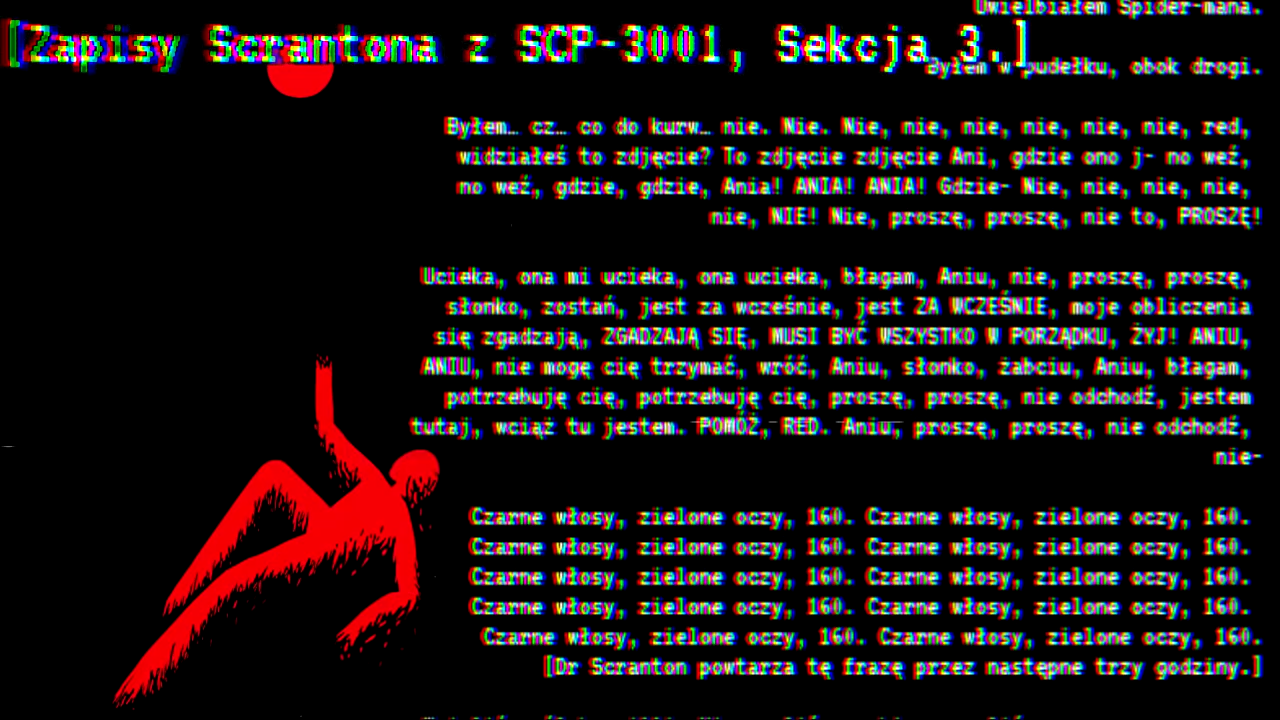 Uwielbiałem Spider-mana.
[Zapisy Scrantona z SCP-3001, Sekcja 3.]
Byłem w pudełku, obok drogi.
Byłem… cz… co do kurw… nie. Nie. Nie, nie, nie, nie, nie, nie, red,
widziałeś to zdjęcie? To zdjęcie zdjęcie Ani, gdzie ono j- no weź,
no weź, gdzie, gdzie, Ania! ANIA! ANIA! Gdzie- Nie, nie, nie, nie,
nie, NIE! Nie, proszę, proszę, nie to, PROSZĘ!
Ucieka, ona mi ucieka, ona ucieka, błagam, Aniu, nie, proszę, proszę,
słonko, zostań, jest za wcześnie, jest ZA WCZEŚNIE, moje obliczenia
się zgadzają, ZGADZAJĄ SIĘ, MUSI BYĆ WSZYSTKO W PORZĄDKU, ŻYJ! ANIU,
ANIU, nie mogę cię trzymać, wróć, Aniu, słonko, żabciu, Aniu, błagam,
potrzebuję cię, potrzebuję cię, proszę, proszę, nie odchodź, jestem
tutaj, wciąż tu jestem. POMÓŻ, RED. Aniu, proszę, proszę, nie odchodź,
nie-
Czarne włosy, zielone oczy, 160. Czarne włosy, zielone oczy, 160.
Czarne włosy, zielone oczy, 160. Czarne włosy, zielone oczy, 160.
Czarne włosy, zielone oczy, 160. Czarne włosy, zielone oczy, 160.
Czarne włosy, zielone oczy, 160. Czarne włosy, zielone oczy, 160.
Czarne włosy, zielone oczy, 160. Czarne włosy, zielone oczy, 160.
[Dr Scranton powtarza tę frazę przez następne trzy godziny.]